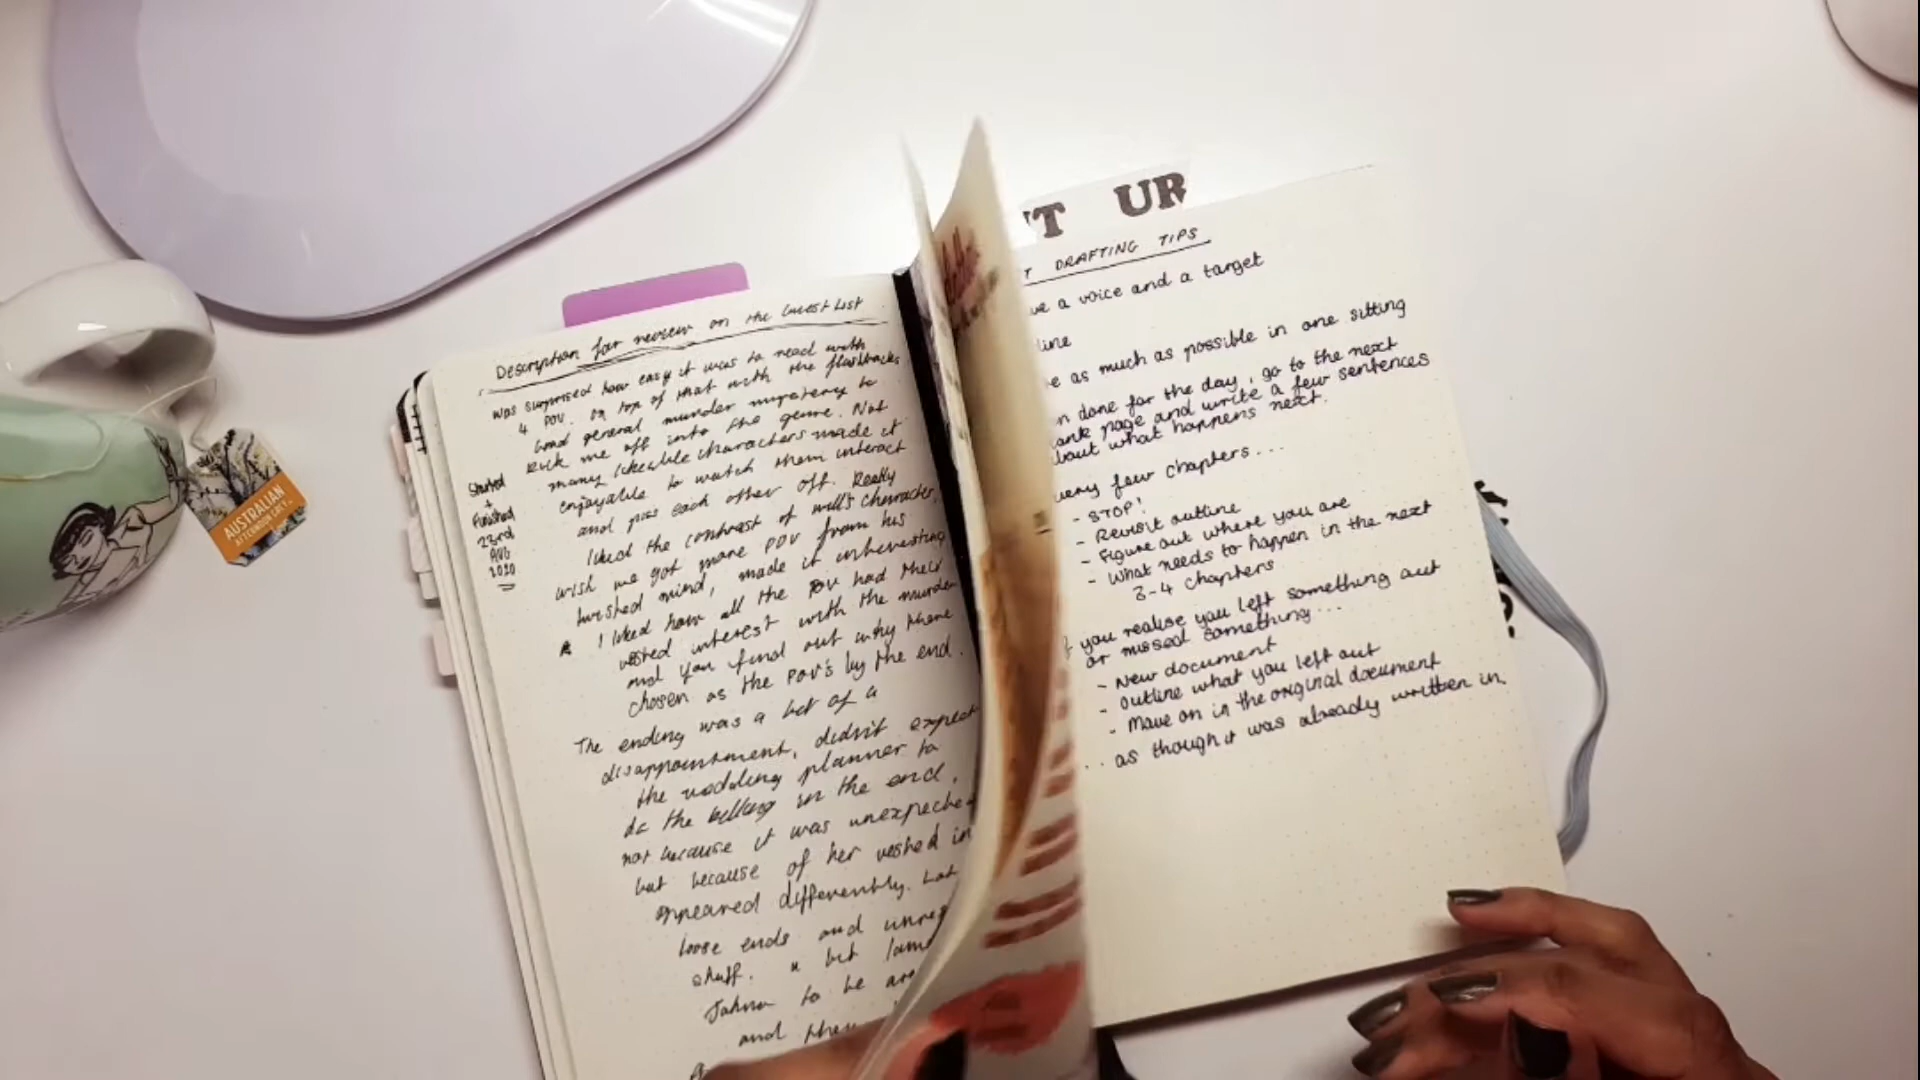 Description for review on the Guest List
was surprised how easy it was to read with
4 POV. on top of that with the flashbacks
Good general murder mystery to
kick me off into the genre. Not
many likeable characters made it
enjoyable to watch them interact
and piss each other off. Really
liked the contrast of will's character,
wish we got more POV from his
twisted mind, made it interesting
I liked how all the POV had their
vested interest with the murder
and you find out why there
chosen as the POV's by the end.
The ending was a bit of a
disappointment, didn't expect
the wedding planner to
do the killing in the end.
not because it was unexpected
but because of her vested in
appeared differently. Lot
loose ends and
stuff. bit
to be
and
Started
+
Finished
23rd
AUG
2020
UR
DRAFTING TIPS
a voice and a target
line
as much as possible in one sitting
done for the day, go to the next
page and write a few sentences
what happens next.
very few chapters...
- STOP!
- Revisit outline
- Figure out where you are
- What needs to happen in the next
3-4 chapters
you realise you left something out
or missed something...
- New document
- Outline what you left out
- Move on in the original document
as though it was already written in.
AUSTRALIAN
AFTERNOON GREY